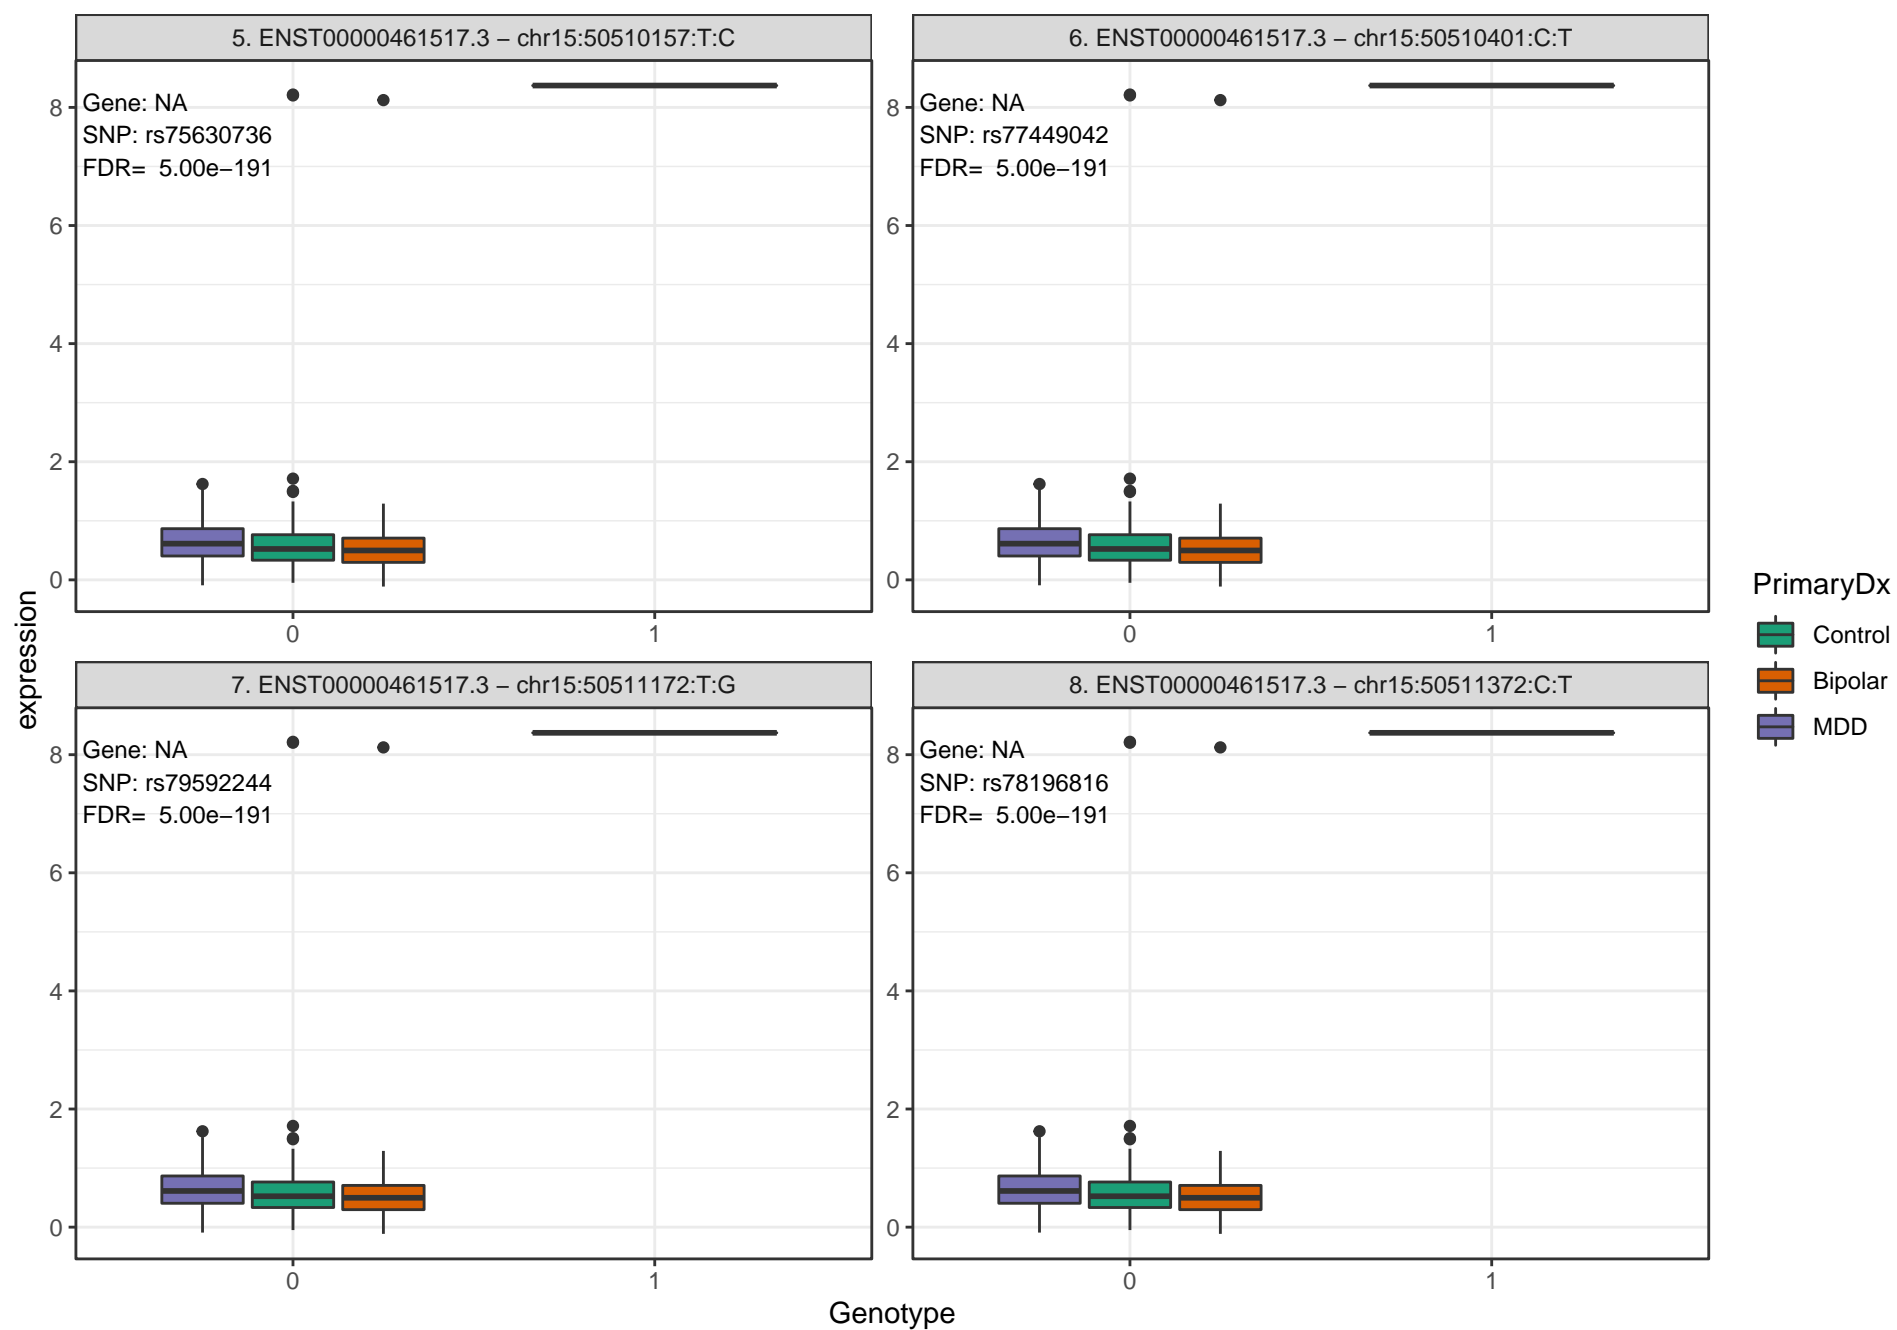 5. ENST00000461517.3 – chr15:50510157:T:C
6. ENST00000461517.3 – chr15:50510401:C:T
Gene: NA
SNP: rs75630736
FDR=  5.00e−191
Gene: NA
SNP: rs77449042
FDR=  5.00e−191
8
6
4
2
0
8
6
4
2
0
0
1
0
1
7. ENST00000461517.3 – chr15:50511172:T:G
8. ENST00000461517.3 – chr15:50511372:C:T
Gene: NA
SNP: rs79592244
FDR=  5.00e−191
Gene: NA
SNP: rs78196816
FDR=  5.00e−191
8
6
4
2
0
8
6
4
2
0
0
1
0
1
expression
Genotype
PrimaryDx
Control
Bipolar
MDD